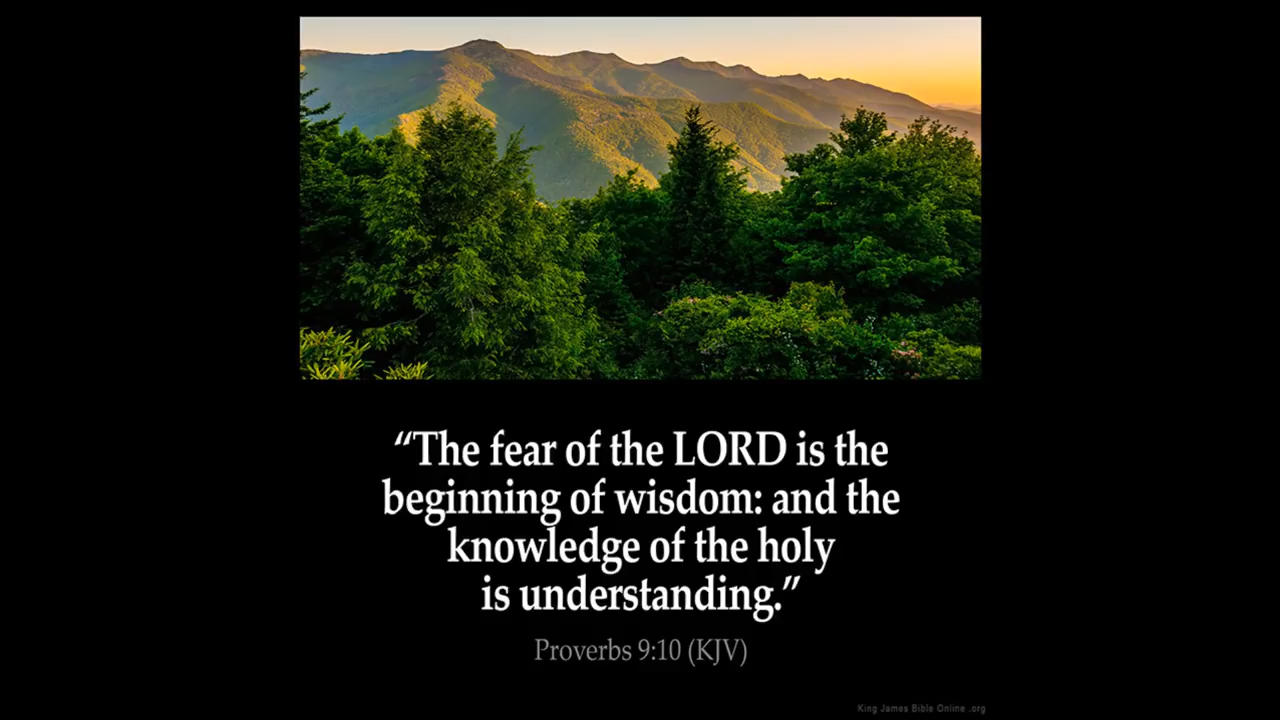 “The fear of the LORD is the
beginning of wisdom: and the
knowledge of the holy
is understanding.”
Proverbs 9:10 (KJV)
King James Bible Online .org